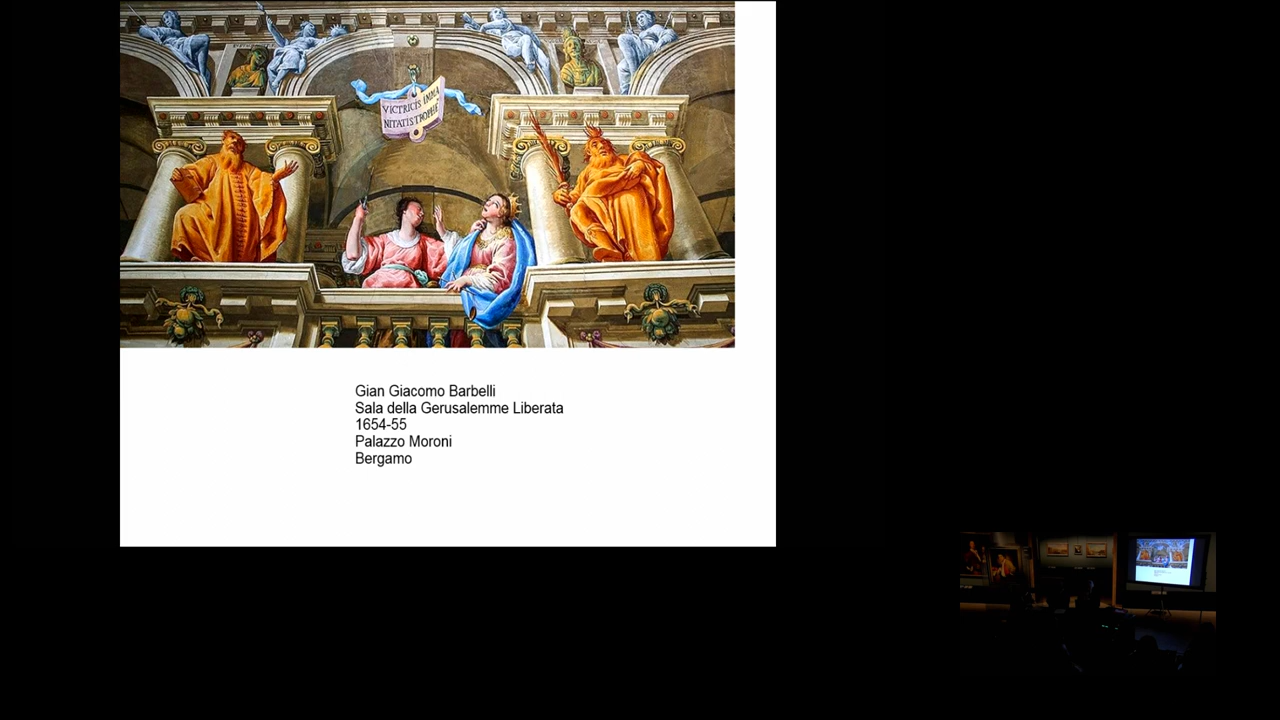 VICTRICIS IMMA
NITATIS TROPHE
Gian Giacomo Barbelli
Sala della Gerusalemme Liberata
1654-55
Palazzo Moroni
Bergamo